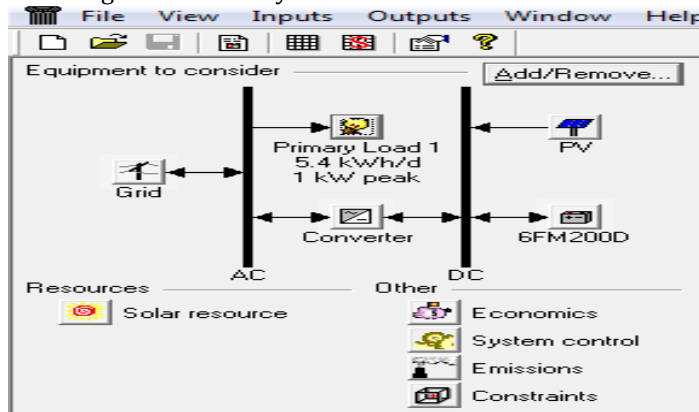 File View Inputs Outputs Window Help
Equipment to consider Add/Remove...
Primary Load 1
5.4 kWh/d
1 kW peak
PV
Grid
Converter
6FM200D
AC DC
Resources Other
Solar resource Economics
System control
Emissions
Constraints